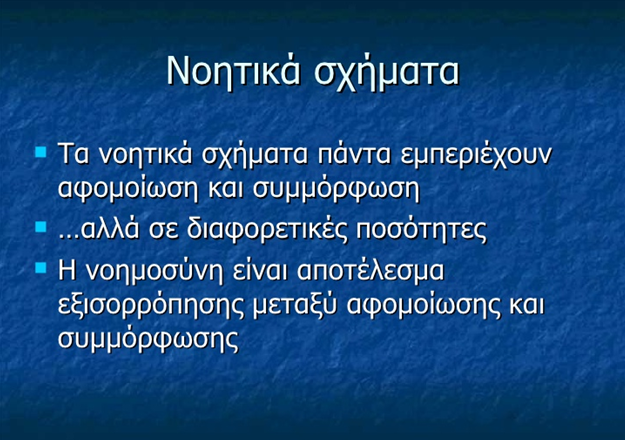 Νοητικά σχήματα
Τα νοητικά σχήματα πάντα εμπεριέχουν
αφομοίωση και συμμόρφωση
...αλλά σε διαφορετικές ποσότητες
Η νοημοσύνη είναι αποτέλεσμα
εξισορρόπησης μεταξύ αφομοίωσης και
συμμόρφωσης